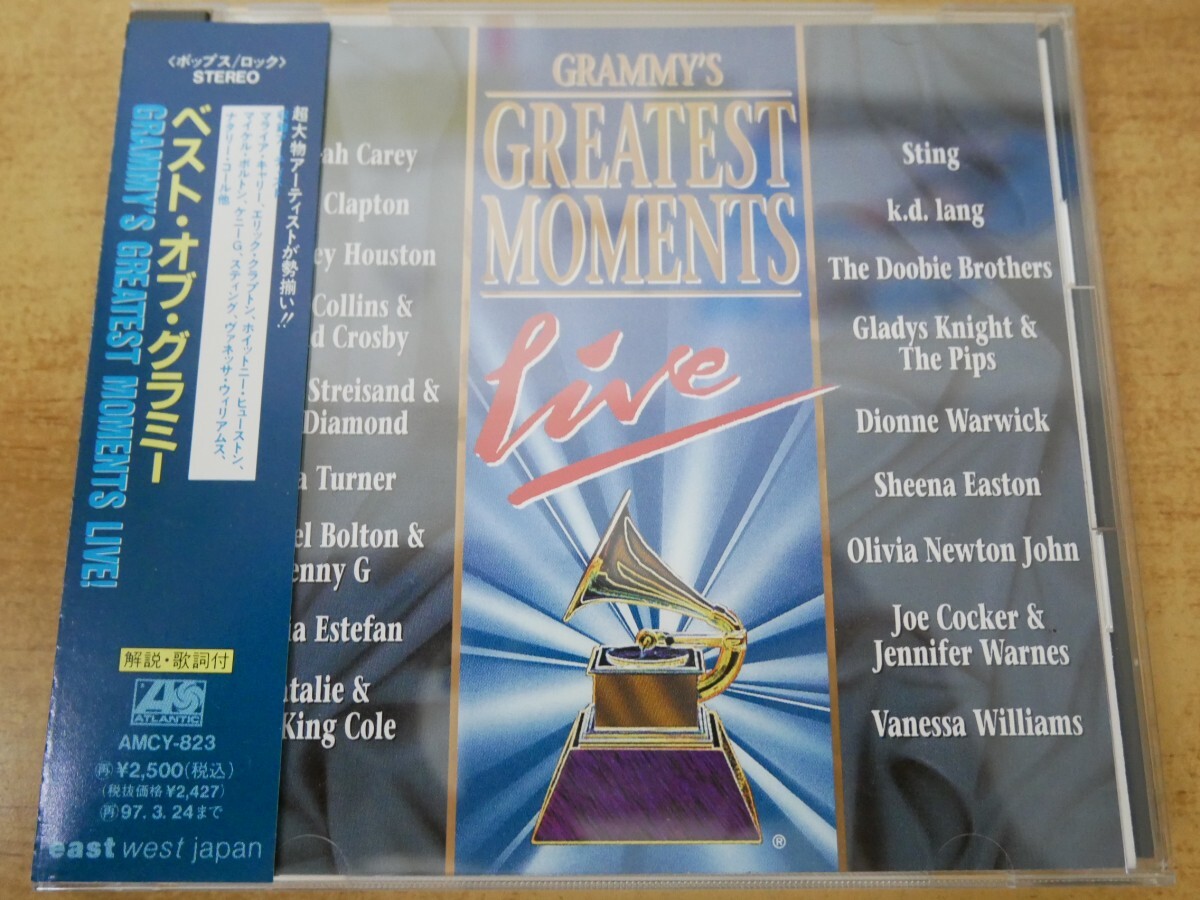 〈ポップス/ロック〉
STEREO
超大物アーティストが勢揃い!!
マライア・キャリー、エリック・クラプトン、ホイットニー・ヒューストン、
マイケル・ボルトン、ケニーG、スティング、ヴァネッサ・ウィリアムス、
ナタリー・コール他
ベスト・オブ・グラミー
GRAMMY'S GREATEST MOMENTS LIVE!
解説・歌詞付
ATLANTIC
AMCY-823
再¥2,500(税込)
(税抜価格¥2,427)
再97.3.24まで
east west japan
GRAMMY'S
GREATEST
MOMENTS
Live
ah Carey
Clapton
ey Houston
Collins &
d Crosby
Streisand &
Diamond
a Turner
el Bolton &
enny G
ia Estefan
atalie &
King Cole
Sting
k.d. lang
The Doobie Brothers
Gladys Knight &
The Pips
Dionne Warwick
Sheena Easton
Olivia Newton John
Joe Cocker &
Jennifer Warnes
Vanessa Williams
®